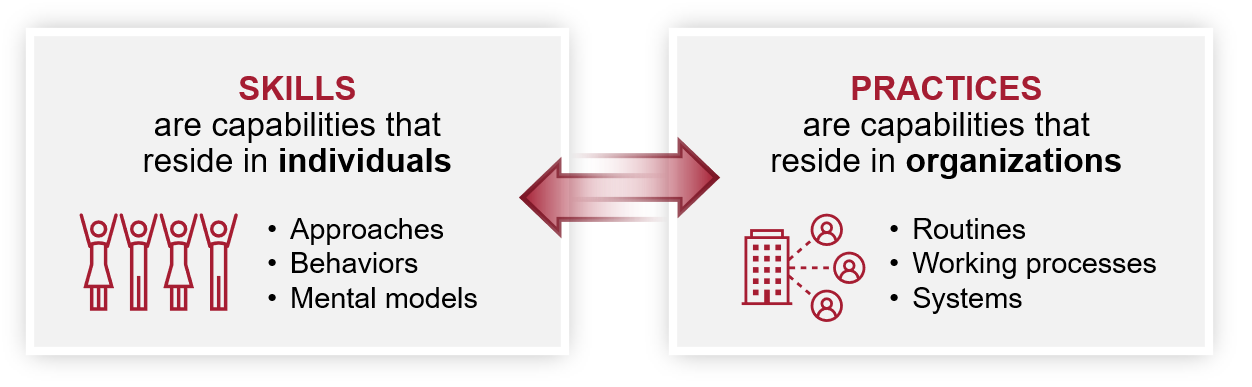 SKILLS
are capabilities that
reside in individuals
• Approaches
• Behaviors
• Mental models
PRACTICES
are capabilities that
reside in organizations
• Routines
• Working processes
• Systems